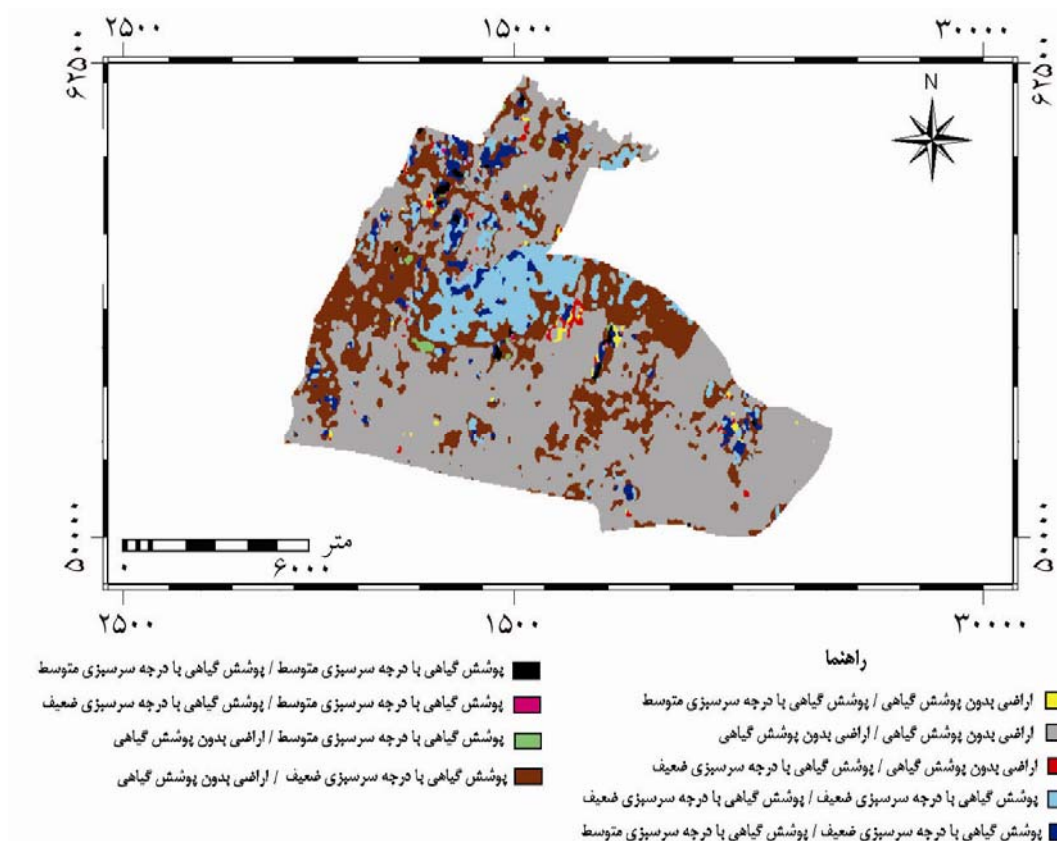 ۲۵۰۰
۱۵۰۰۰
۳۰۰۰۰
۶۲۵۰۰
۶۲۵۰۰
N
۵۰۰۰۰
۵۰۰۰۰
متر
۰
۶۰۰۰
۲۵۰۰
۱۵۰۰۰
۳۰۰۰۰
راهنما
اراضی بدون پوشش گیاهی / پوشش گیاهی با درجه سرسبزی متوسط
اراضی بدون پوشش گیاهی / اراضی بدون پوشش گیاهی
اراضی بدون پوشش گیاهی / پوشش گیاهی با درجه سرسبزی ضعیف
پوشش گیاهی با درجه سرسبزی ضعیف / پوشش گیاهی با درجه سرسبزی ضعیف
پوشش گیاهی با درجه سرسبزی ضعیف / پوشش گیاهی با درجه سرسبزی متوسط
پوشش گیاهی با درجه سرسبزی متوسط / پوشش گیاهی با درجه سرسبزی متوسط
پوشش گیاهی با درجه سرسبزی متوسط / پوشش گیاهی با درجه سرسبزی ضعیف
پوشش گیاهی با درجه سرسبزی متوسط / اراضی بدون پوشش گیاهی
پوشش گیاهی با درجه سرسبزی ضعیف / اراضی بدون پوشش گیاهی